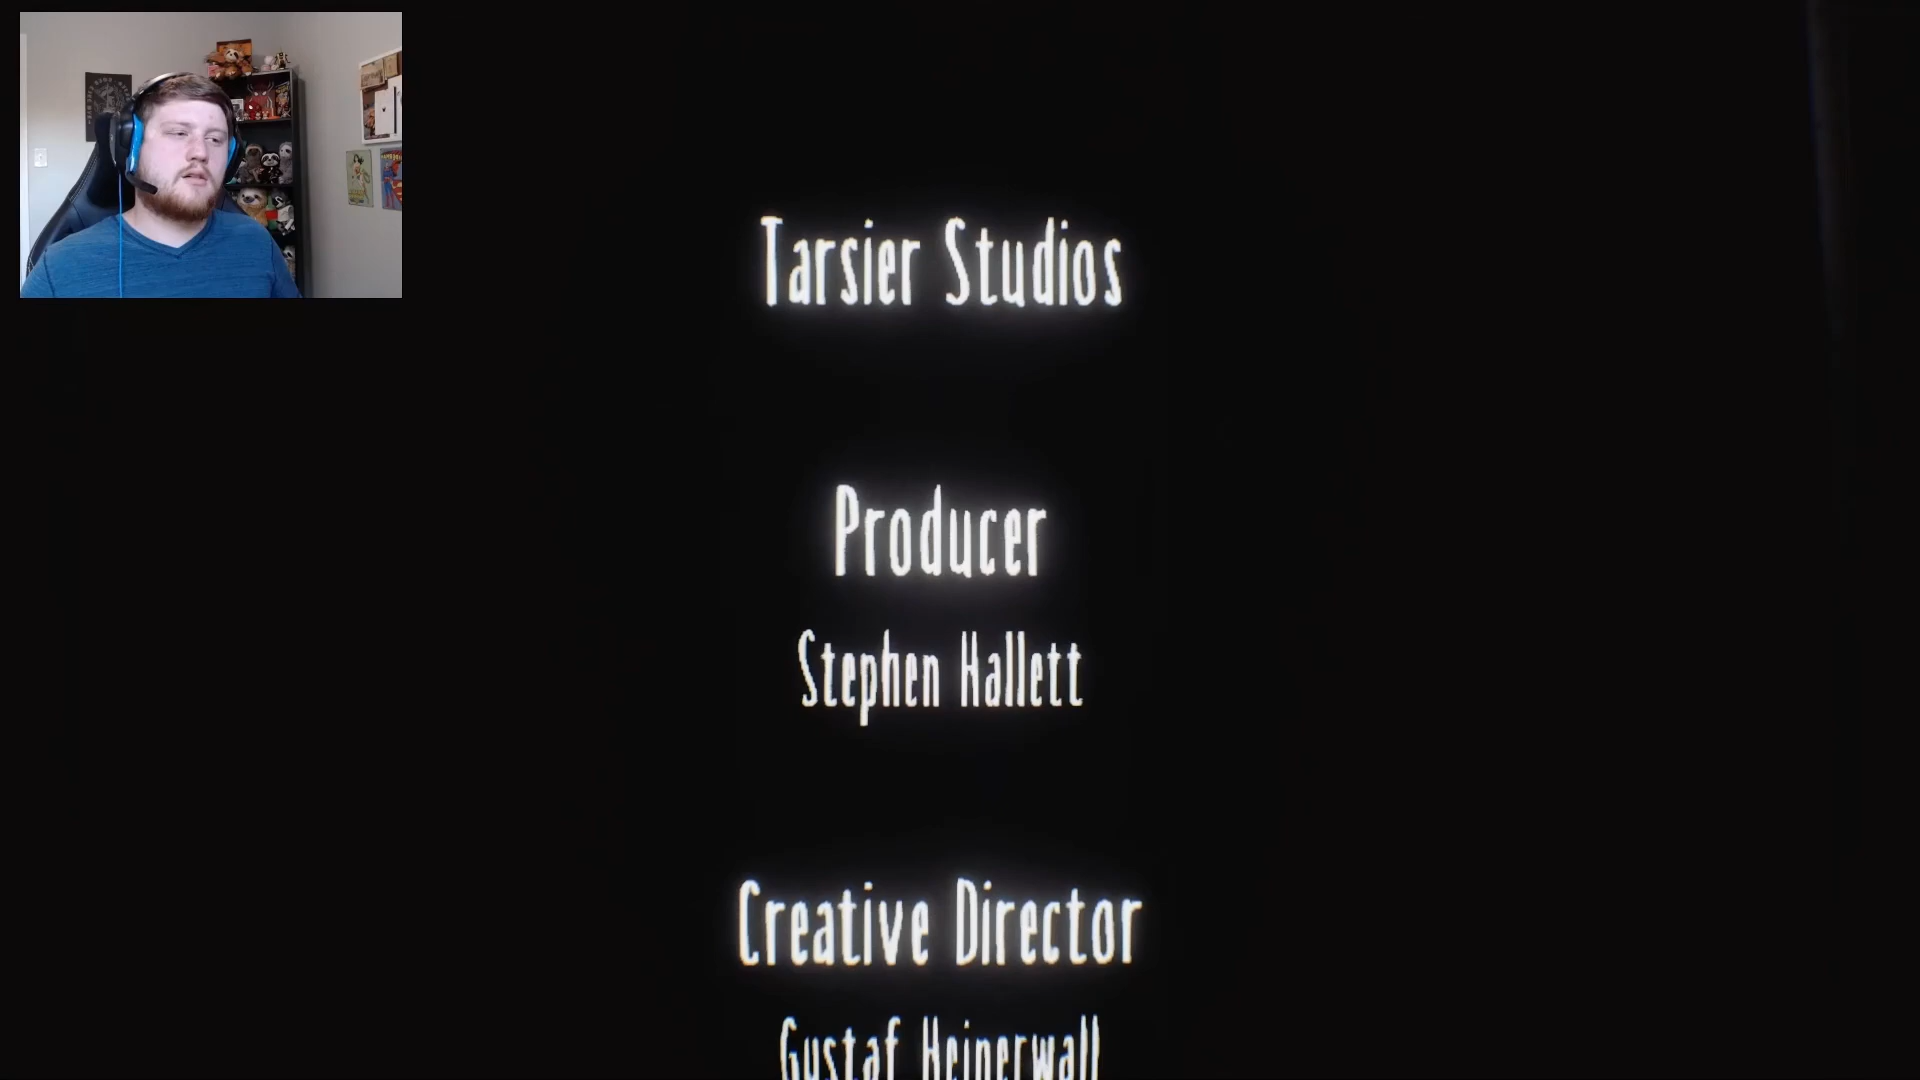 Tarsier Studios
Producer
Stephen Hallett
Creative Director
Gustaf Heinerwall